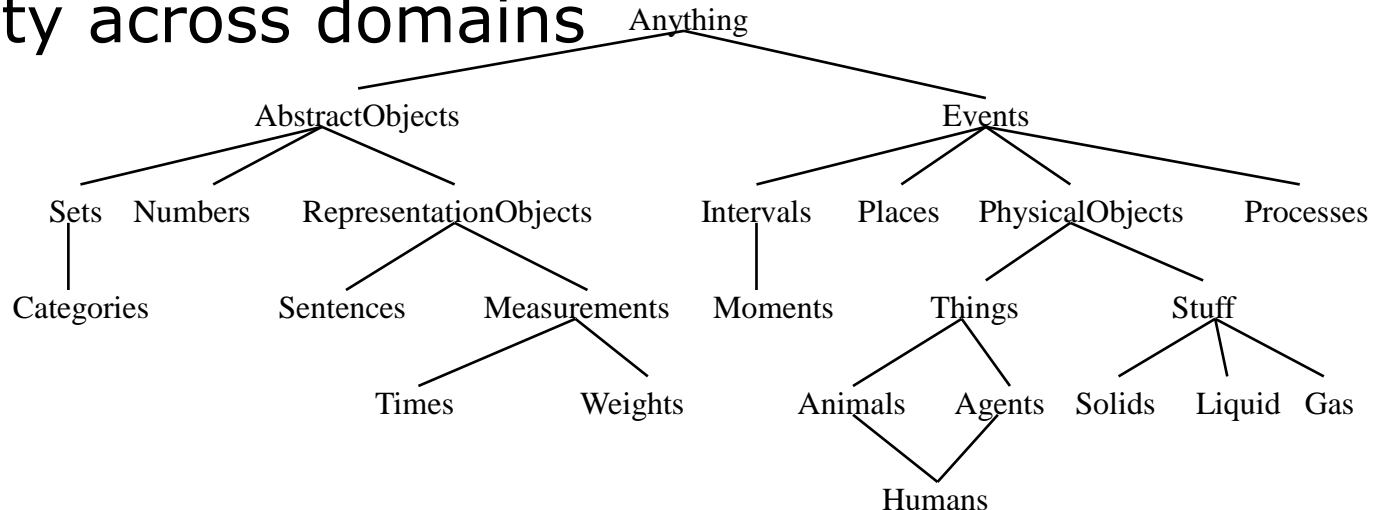 ty across domains
Anything
AbstractObjects Events
Sets Numbers RepresentationObjects Intervals Places PhysicalObjects Processes
Categories Sentences Measurements Moments Things Stuff
Times Weights Animals Agents Solids Liquid Gas
Humans